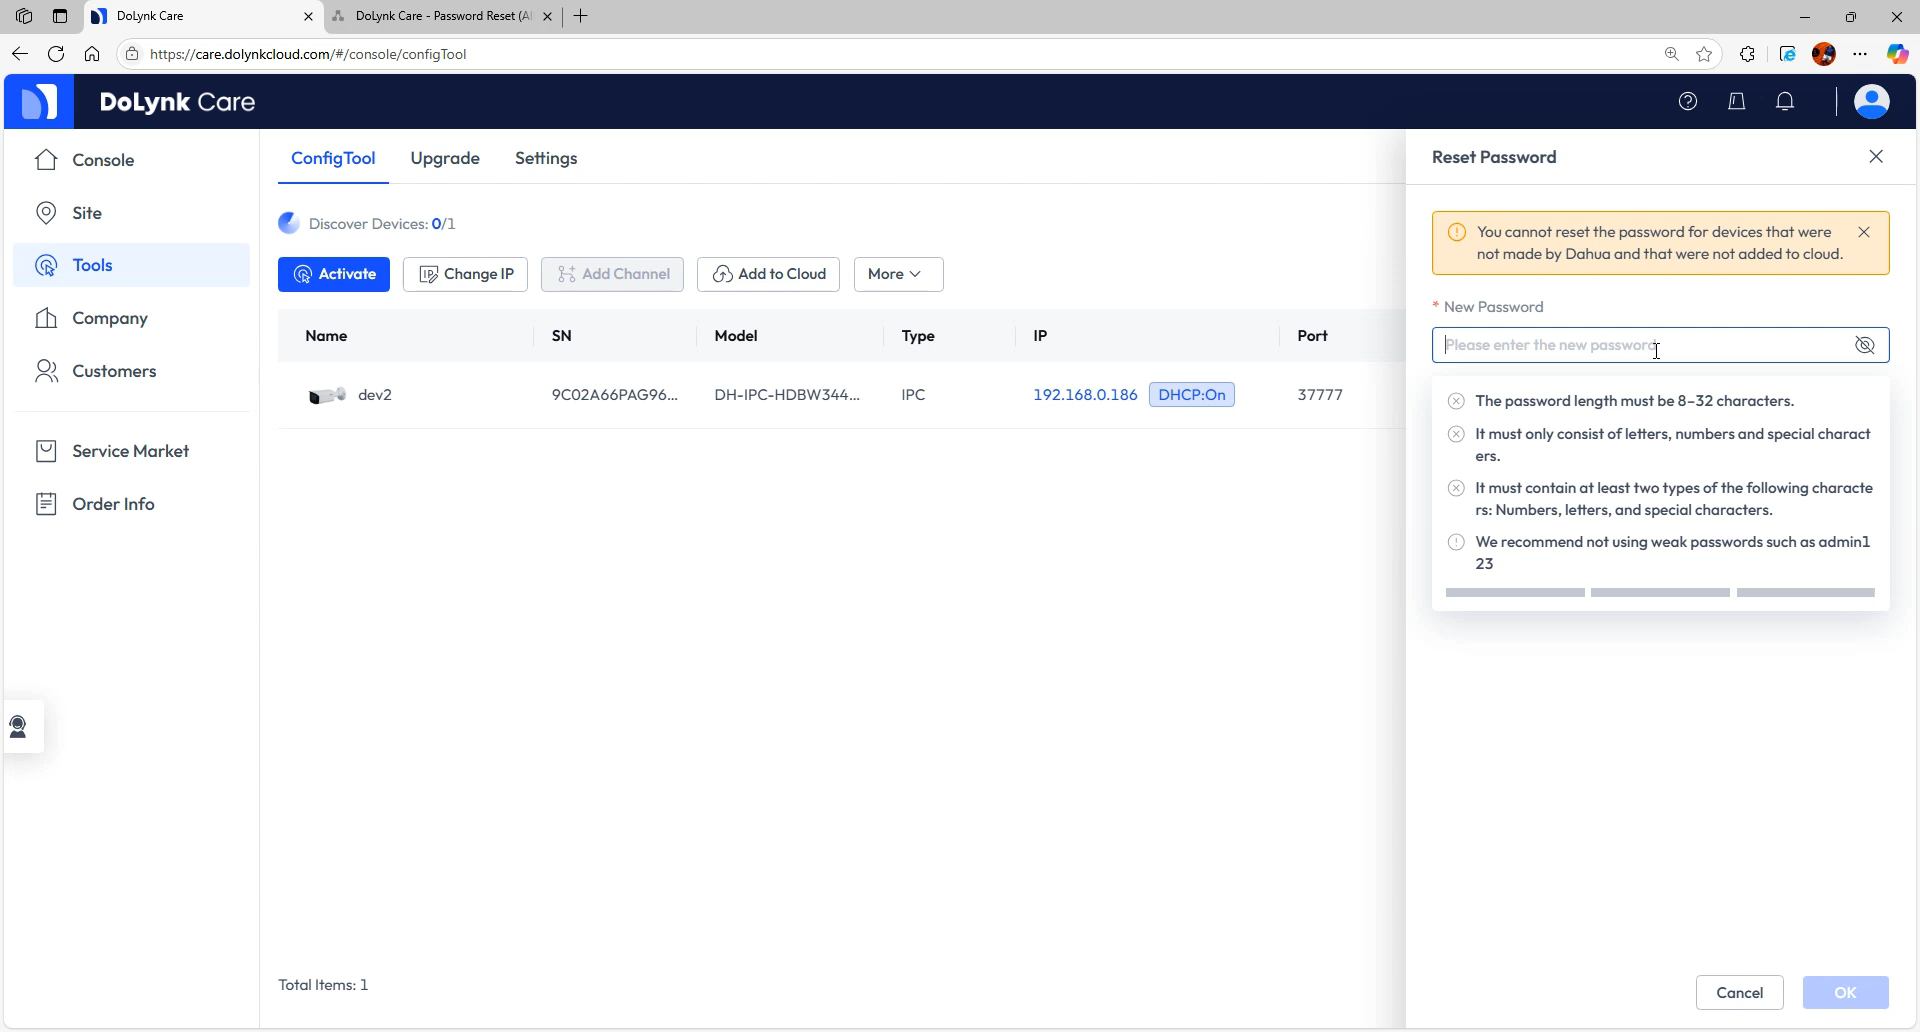 DoLynk Care
DoLynk Care - Password Reset (Al
https://care.dolynkcloud.com/#/console/configTool
DoLynk Care
Console
Site
Tools
Company
Customers
Service Market
Order Info
ConfigTool Upgrade Settings
Discover Devices: 0/1
Activate Change IP Add Channel Add to Cloud More
Name SN Model Type IP Port
dev2 9C02A66PAG96... DH-IPC-HDBW344... IPC 192.168.0.186 DHCP:On 37777
Total Items: 1
Reset Password
You cannot reset the password for devices that were
not made by Dahua and that were not added to cloud.
* New Password
Please enter the new password
The password length must be 8-32 characters.
It must only consist of letters, numbers and special charact
ers.
It must contain at least two types of the following characte
rs: Numbers, letters, and special characters.
We recommend not using weak passwords such as admin1
23
Cancel OK